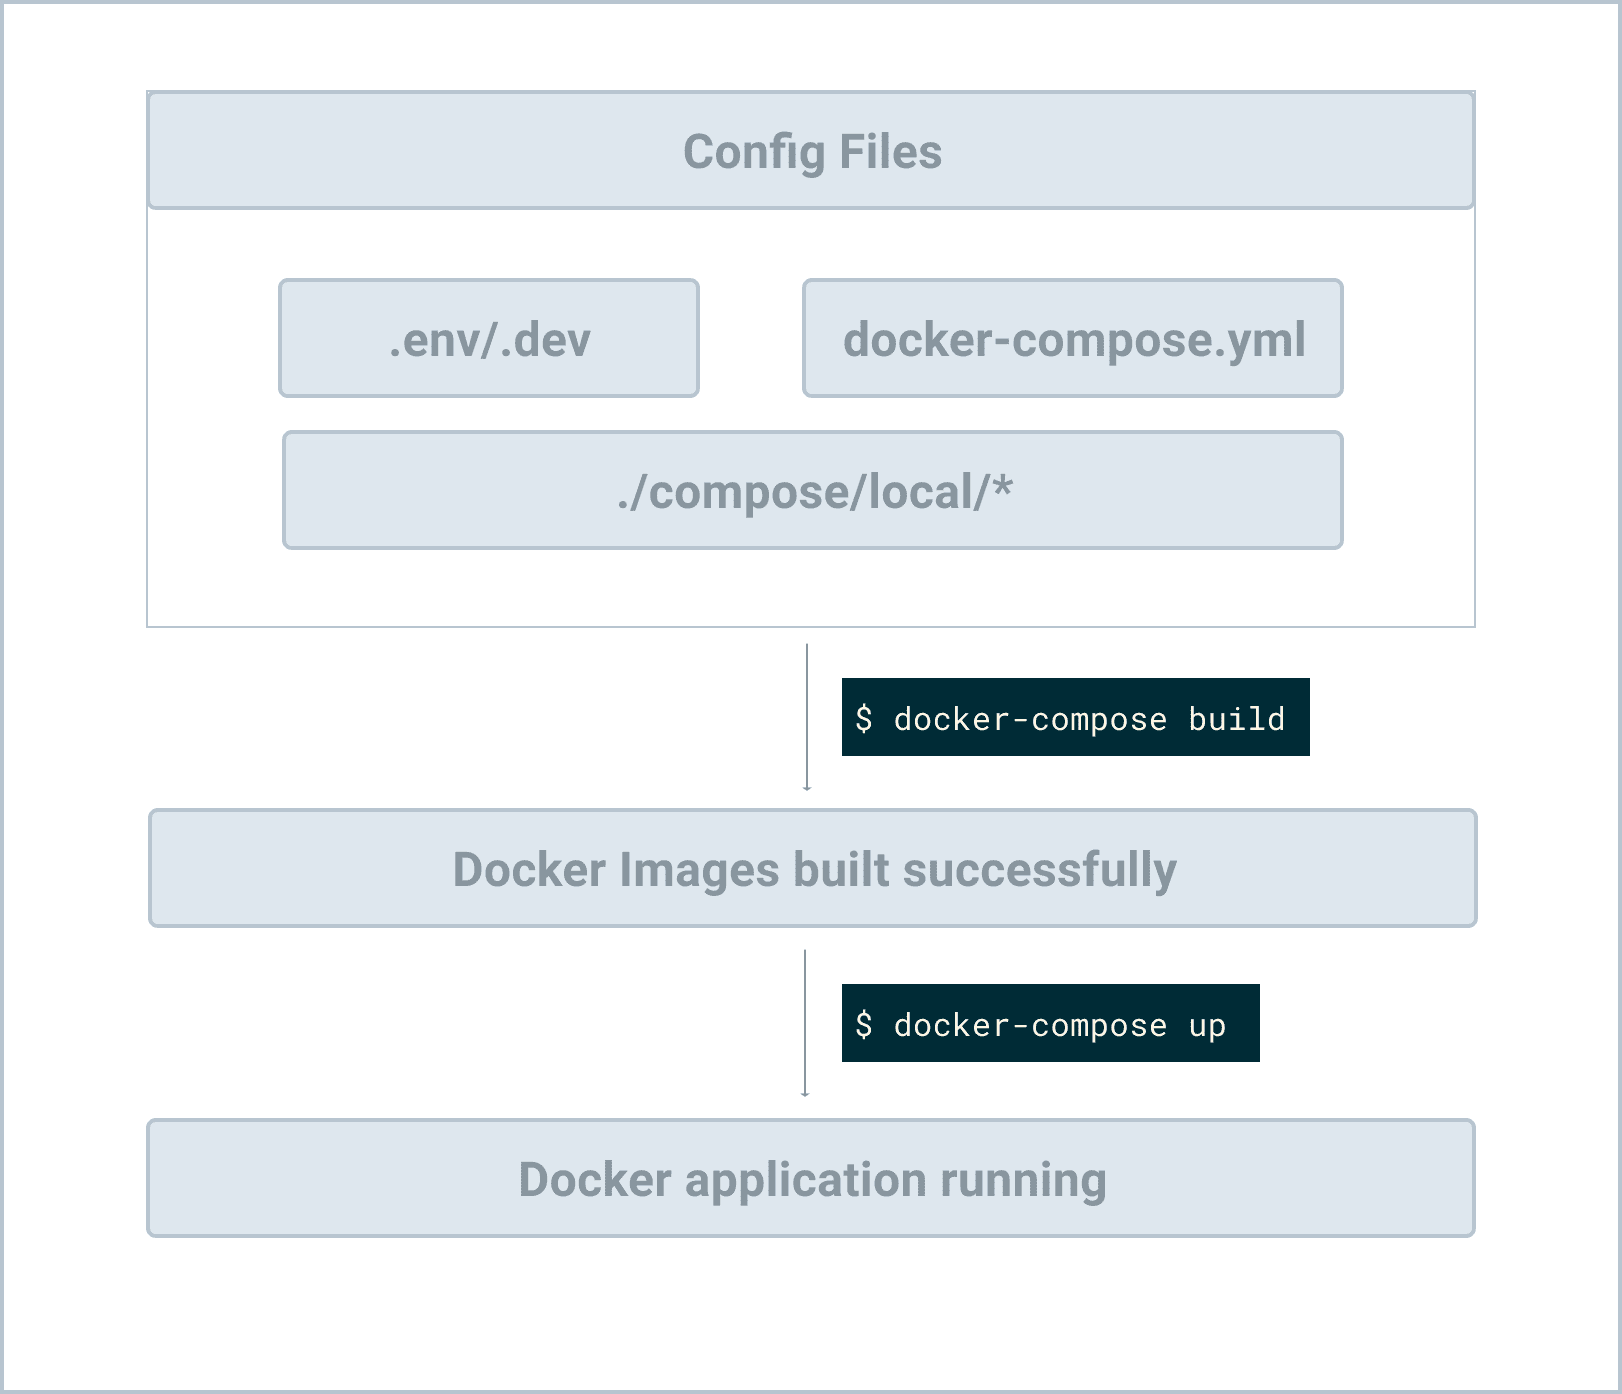 Config Files
.env/.dev
docker-compose.yml
./compose/local/*
$ docker-compose build
Docker Images built successfully
$ docker-compose up
Docker application running